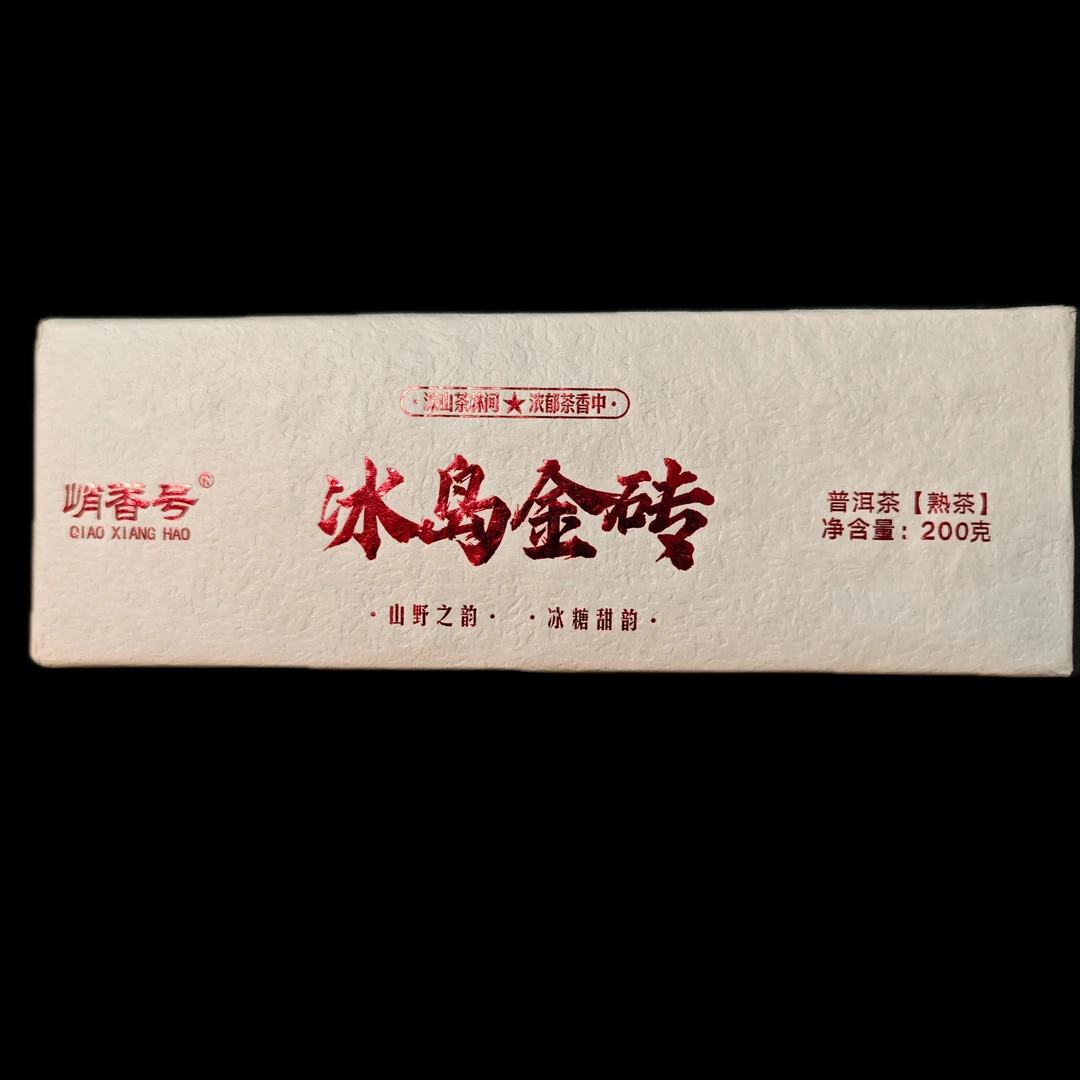 山茶林间★浓郁茶香中
峭香号®
QIAO XIANG HAO
冰岛金砖
·山野之韵· ·冰糖甜韵·
普洱茶【熟茶】
净含量：200克